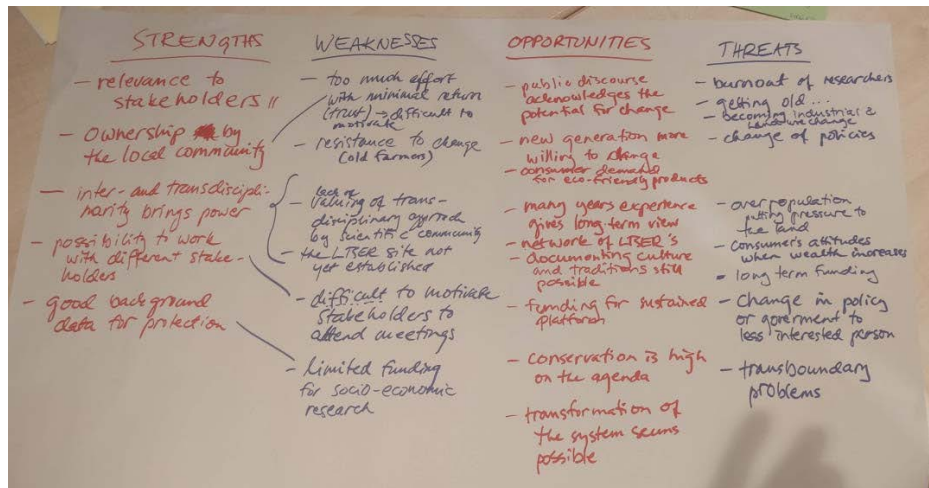 STRENGTHS
- relevance to
stakeholders !!
- ownership by
the local community
- inter- and transdiscipli-
narity brings power
- possibility to work
with different stake-
holders
- good background
data for protection
WEAKNESSES
- too much effort
with minimal return
(trust) → difficult to
motivate
- resistance to change
(old farmers)
lack of
- valuing of trans-
disciplinary approach
by scientific community
- the LTSER site not
yet established
- difficult to motivate
stakeholders to
attend meetings
- limited funding
for socio-economic
research
OPPORTUNITIES
- public discourse
acknowledges the
potential for change
- new generation more
willing to change
- consumer demand
for eco-friendly products
- many years experience
gives long-term view
- network of LTSER's
- documenting culture
and traditions still
possible
- funding for sustained
platform
- conservation is high
on the agenda
- transformation of
the system seems
possible
THREATS
- burnout of researchers
- getting old...
- becoming industrial &
change
- change of policies
- overpopulation
putting pressure to
the land
- consumer's attitudes
when wealth increases
- long term funding
- change in policy
or goverment to
less interested person
- transboundary
problems